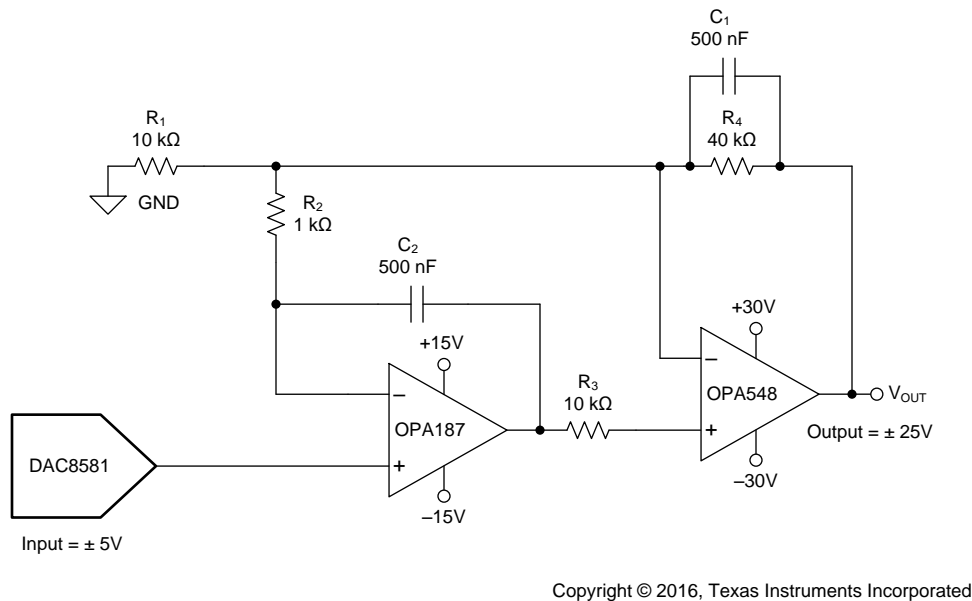 C₁
500 nF
R₁
10 kΩ
R₄
40 kΩ
GND
R₂
1 kΩ
C₂
500 nF
+15V
+30V
R₃
10 kΩ
–
OPA187
+
–15V
–
OPA548
+
–30V
VOUT
Output = ± 25V
DAC8581
Input = ± 5V
Copyright © 2016, Texas Instruments Incorporated